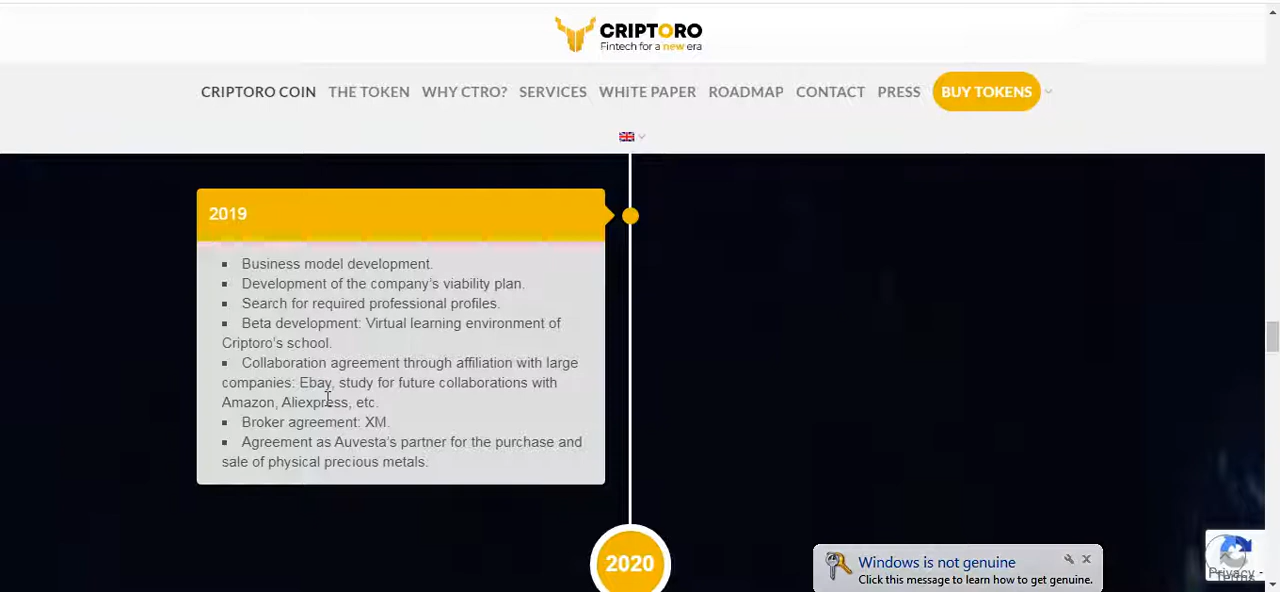 CRIPTORO
Fintech for a new era
CRIPTORO COIN THE TOKEN WHY CTRO? SERVICES WHITE PAPER ROADMAP CONTACT PRESS BUY TOKENS
2019
▪ Business model development.
▪ Development of the company's viability plan.
▪ Search for required professional profiles.
▪ Beta development: Virtual learning environment of
Criptoro's school.
▪ Collaboration agreement through affiliation with large
companies: Ebay, study for future collaborations with
Amazon, Aliexpress, etc.
▪ Broker agreement: XM.
▪ Agreement as Auvesta's partner for the purchase and
sale of physical precious metals.
2020
Windows is not genuine
Click this message to learn how to get genuine.
Privacy -
Terms